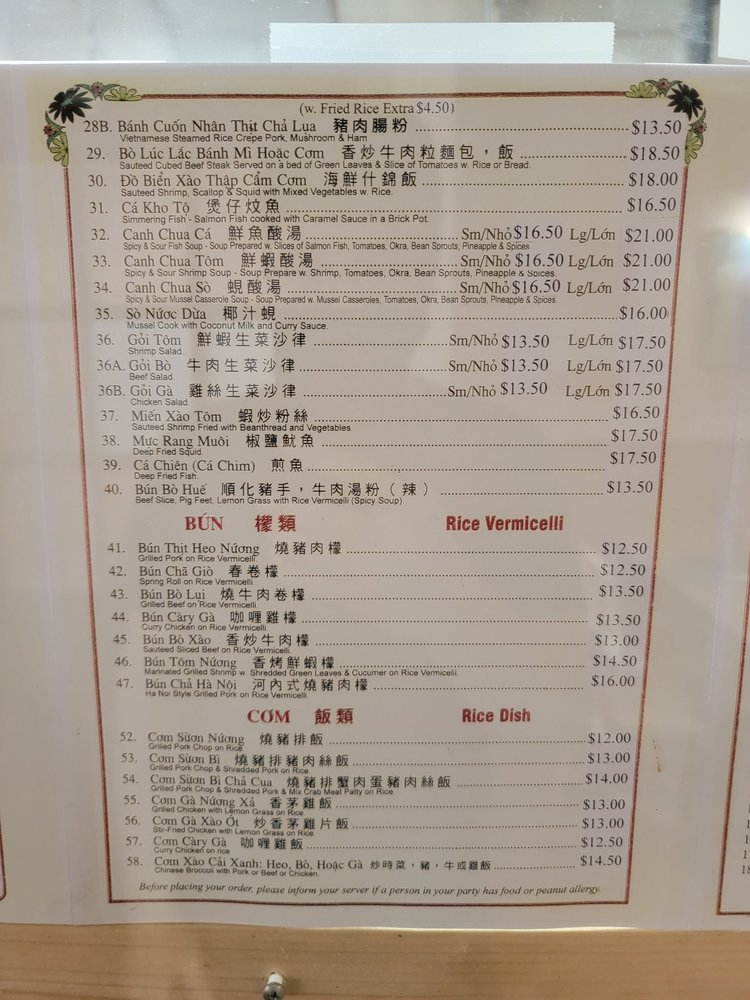 (w. Fried Rice Extra $4.50)
28B. Bánh Cuốn Nhân Thịt Chả Lụa 豬肉腸粉 $13.50
Vietnamese Steamed Rice Crepe Pork, Mushroom & Ham
29. Bò Lúc Lắc Bánh Mì Hoặc Cơm 香炒牛肉粒麵包，飯 $18.50
Sauteed Cubed Beef Steak Served on a bed of Green Leaves & Slice of Tomatoes w. Rice or Bread.
30. Đồ Biển Xào Thập Cẩm Cơm 海鮮什錦飯 $18.00
Sauteed Shrimp, Scallop & Squid with Mixed Vegetables w. Rice.
31. Cá Kho Tộ 煲仔炆魚 $16.50
Simmering Fish - Salmon Fish cooked with Caramel Sauce in a Brick Pot.
32. Canh Chua Cá 鮮魚酸湯 Sm/Nhỏ $16.50 Lg/Lớn $21.00
Spicy & Sour Fish Soup - Soup Prepared w. Slices of Salmon Fish, Tomatoes, Okra, Bean Sprouts, Pineapple & Spices.
33. Canh Chua Tôm 鮮蝦酸湯 Sm/Nhỏ $16.50 Lg/Lớn $21.00
Spicy & Sour Shrimp Soup - Soup Prepare w. Shrimp, Tomatoes, Okra, Bean Sprouts, Pineapple & Spices.
34. Canh Chua Sò 蜆酸湯 Sm/Nhỏ $16.50 Lg/Lớn $21.00
Spicy & Sour Mussel Casserole Soup - Soup Prepared w. Mussel Casseroles, Tomatoes, Okra, Bean Sprouts, Pineapple & Spices.
35. Sò Nước Dừa 椰汁蜆 $16.00
Mussel Cook with Coconut Milk and Curry Sauce.
36. Gỏi Tôm 鮮蝦生菜沙律 Sm/Nhỏ $13.50 Lg/Lớn $17.50
Shrimp Salad.
36A. Gỏi Bò 牛肉生菜沙律 Sm/Nhỏ $13.50 Lg/Lớn $17.50
Beef Salad.
36B. Gỏi Gà 雞絲生菜沙律 Sm/Nhỏ $13.50 Lg/Lớn $17.50
Chicken Salad.
37. Miến Xào Tôm 蝦炒粉絲 $16.50
Sauteed Shrimp Fried with Beanthread and Vegetables.
38. Mực Rang Muôi 椒鹽魷魚 $17.50
Deep Fried Squid.
39. Cá Chiên (Cá Chim) 煎魚 $17.50
Deep Fried Fish.
40. Bún Bò Huế 順化豬手，牛肉湯粉（辣） $13.50
Beef Slice, Pig Feet, Lemon Grass with Rice Vermicelli (Spicy Soup).
BÚN 檬類 Rice Vermicelli
41. Bún Thịt Heo Nướng 燒豬肉檬 $12.50
Grilled Pork on Rice Vermicelli.
42. Bún Chã Giò 春卷檬 $12.50
Spring Roll on Rice Vermicelli.
43. Bún Bò Lụi 燒牛肉卷檬 $13.50
Grilled Beef on Rice Vermicelli.
44. Bún Càry Gà 咖喱雞檬 $13.50
Curry Chicken on Rice Vermicelli
45. Bún Bò Xào 香炒牛肉檬 $13.00
Sauteed Sliced Beef on Rice Vermicelli.
46. Bún Tôm Nướng 香烤鮮蝦檬 $14.50
Marinated Grilled Shrimp w. Shredded Green Leaves & Cucumer on Rice Vermicelli.
47. Bún Chả Hà Nội 河內式燒豬肉檬 $16.00
Ha Noi Style Grilled Pork on Rice Vermicelli
CƠM 飯類 Rice Dish
52. Cơm Sườn Nướng 燒豬排飯 $12.00
Grilled Pork Chop on Rice
53. Cơm Sườn Bì 燒豬排豬肉絲飯 $13.00
Grilled Pork Chop & Shredded Pork on Rice
54. Cơm Sườn Bì Chả Cua 燒豬排蟹肉蛋豬肉絲飯 $14.00
Grilled Pork Chop & Shredded Pork & Mix Crab Meat Patty on Rice.
55. Cơm Gà Nướng Xả 香茅雞飯 $13.00
Grilled Chicken with Lemon Grass on Rice.
56. Cơm Gà Xào Ớt 炒香茅雞片飯 $13.00
Stir-Fried Chicken with Lemon Grass on Rice.
57. Cơm Càry Gà 咖喱雞飯 $12.50
Curry Chicken on rice
58. Cơm Xào Cải Xanh: Heo, Bò, Hoặc Gà 炒時菜，豬，牛或雞飯 $14.50
Chinese Broccoli with Pork or Beef or Chicken.
Before placing your order, please inform your server if a person in your party has food or peanut allergy.